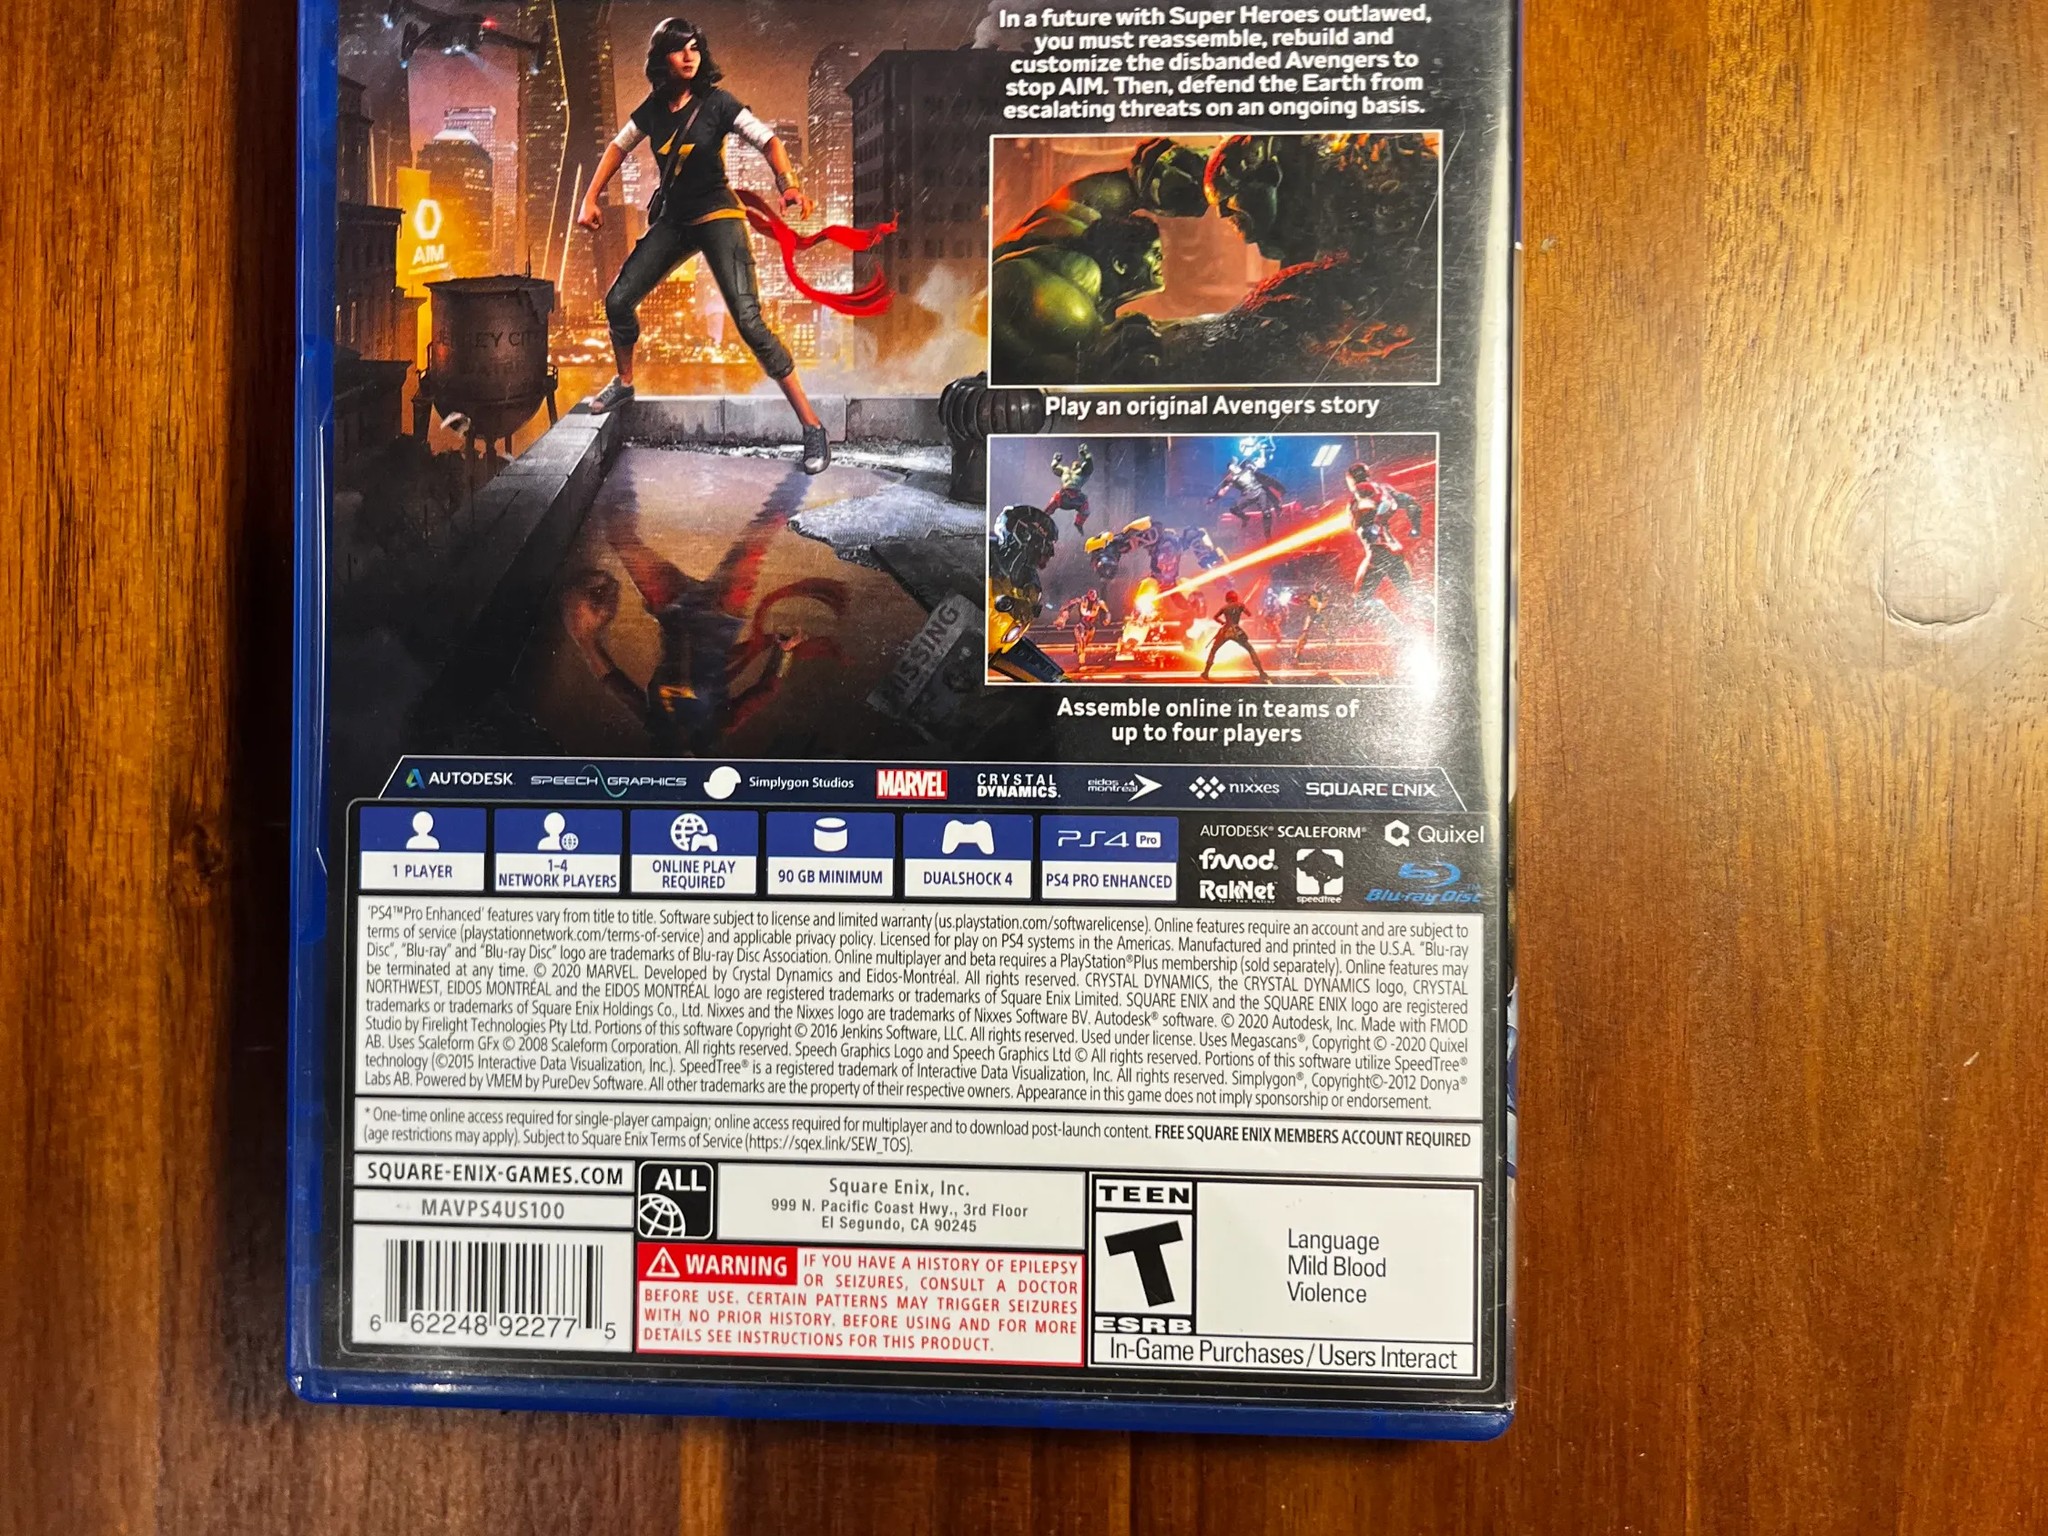 In a future with Super Heroes outlawed,
you must reassemble, rebuild and
customize the disbanded Avengers to
stop AIM. Then, defend the Earth from
escalating threats on an ongoing basis.
AIM
EY CIT
Play an original Avengers story
MISSING
Assemble online in teams of
up to four players
AUTODESK SPEECH GRAPHICS Simplygon Studios MARVEL CRYSTAL DYNAMICS. eidos montréal nixxes SQUARE ENIX
1 PLAYER
1-4
NETWORK PLAYERS
ONLINE PLAY
REQUIRED
90 GB MINIMUM
DUALSHOCK 4
PS4 Pro
PS4 PRO ENHANCED
AUTODESK® SCALEFORM® Quixel
fmod
RakNet
speedtree
Blu-ray Disc
'PS4™Pro Enhanced' features vary from title to title. Software subject to license and limited warranty (us.playstation.com/softwarelicense). Online features require an account and are subject to
terms of service (playstationnetwork.com/terms-of-service) and applicable privacy policy. Licensed for play on PS4 systems in the Americas. Manufactured and printed in the U.S.A. "Blu-ray
Disc", "Blu-ray" and "Blu-ray Disc" logo are trademarks of Blu-ray Disc Association. Online multiplayer and beta requires a PlayStation®Plus membership (sold separately). Online features may
be terminated at any time. © 2020 MARVEL. Developed by Crystal Dynamics and Eidos-Montréal. All rights reserved. CRYSTAL DYNAMICS, the CRYSTAL DYNAMICS logo, CRYSTAL
NORTHWEST, EIDOS MONTRÉAL and the EIDOS MONTRÉAL logo are registered trademarks or trademarks of Square Enix Limited. SQUARE ENIX and the SQUARE ENIX logo are registered
trademarks or trademarks of Square Enix Holdings Co., Ltd. Nixxes and the Nixxes logo are trademarks of Nixxes Software BV. Autodesk® software. © 2020 Autodesk, Inc. Made with FMOD
Studio by Firelight Technologies Pty Ltd. Portions of this software Copyright © 2016 Jenkins Software, LLC. All rights reserved. Used under license. Uses Megascans®, Copyright © -2020 Quixel
AB. Uses Scaleform GFx © 2008 Scaleform Corporation. All rights reserved. Speech Graphics Logo and Speech Graphics Ltd © All rights reserved. Portions of this software utilize SpeedTree®
technology (©2015 Interactive Data Visualization, Inc.). SpeedTree® is a registered trademark of Interactive Data Visualization, Inc. All rights reserved. Simplygon®, Copyright©-2012 Donya®
Labs AB. Powered by VMEM by PureDev Software. All other trademarks are the property of their respective owners. Appearance in this game does not imply sponsorship or endorsement.
* One-time online access required for single-player campaign; online access required for multiplayer and to download post-launch content. FREE SQUARE ENIX MEMBERS ACCOUNT REQUIRED
(age restrictions may apply). Subject to Square Enix Terms of Service (https://sqex.link/SEW_TOS).
SQUARE-ENIX-GAMES.COM
MAVPS4US100
6 62248 92277 5
ALL
Square Enix, Inc.
999 N. Pacific Coast Hwy., 3rd Floor
El Segundo, CA 90245
WARNING IF YOU HAVE A HISTORY OF EPILEPSY
OR SEIZURES, CONSULT A DOCTOR
BEFORE USE. CERTAIN PATTERNS MAY TRIGGER SEIZURES
WITH NO PRIOR HISTORY. BEFORE USING AND FOR MORE
DETAILS SEE INSTRUCTIONS FOR THIS PRODUCT.
TEEN
T
ESRB
Language
Mild Blood
Violence
In-Game Purchases / Users Interact